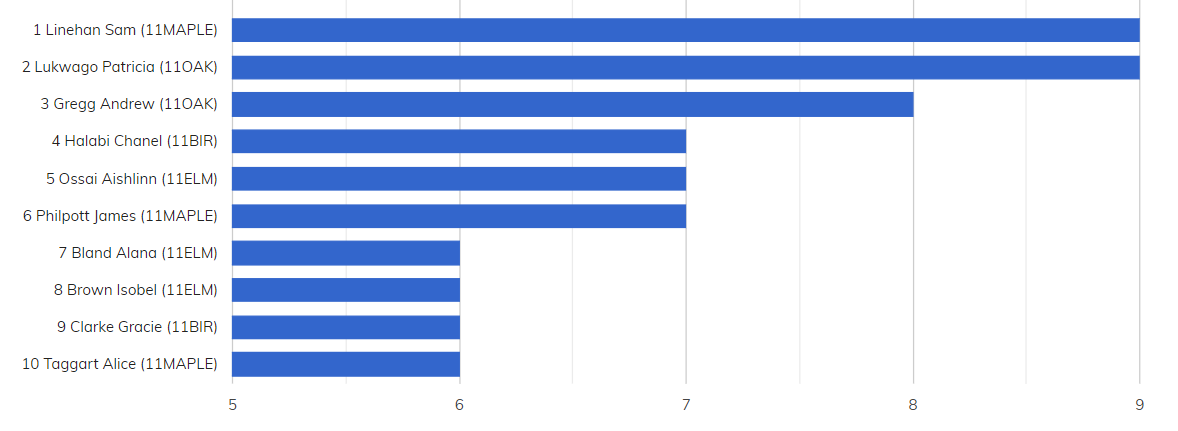 1 Linehan Sam (11MAPLE)
2 Lukwago Patricia (11OAK)
3 Gregg Andrew (11OAK)
4 Halabi Chanel (11BIR)
5 Ossai Aishlinn (11ELM)
6 Philpott James (11MAPLE)
7 Bland Alana (11ELM)
8 Brown Isobel (11ELM)
9 Clarke Gracie (11BIR)
10 Taggart Alice (11MAPLE)
5 6 7 8 9